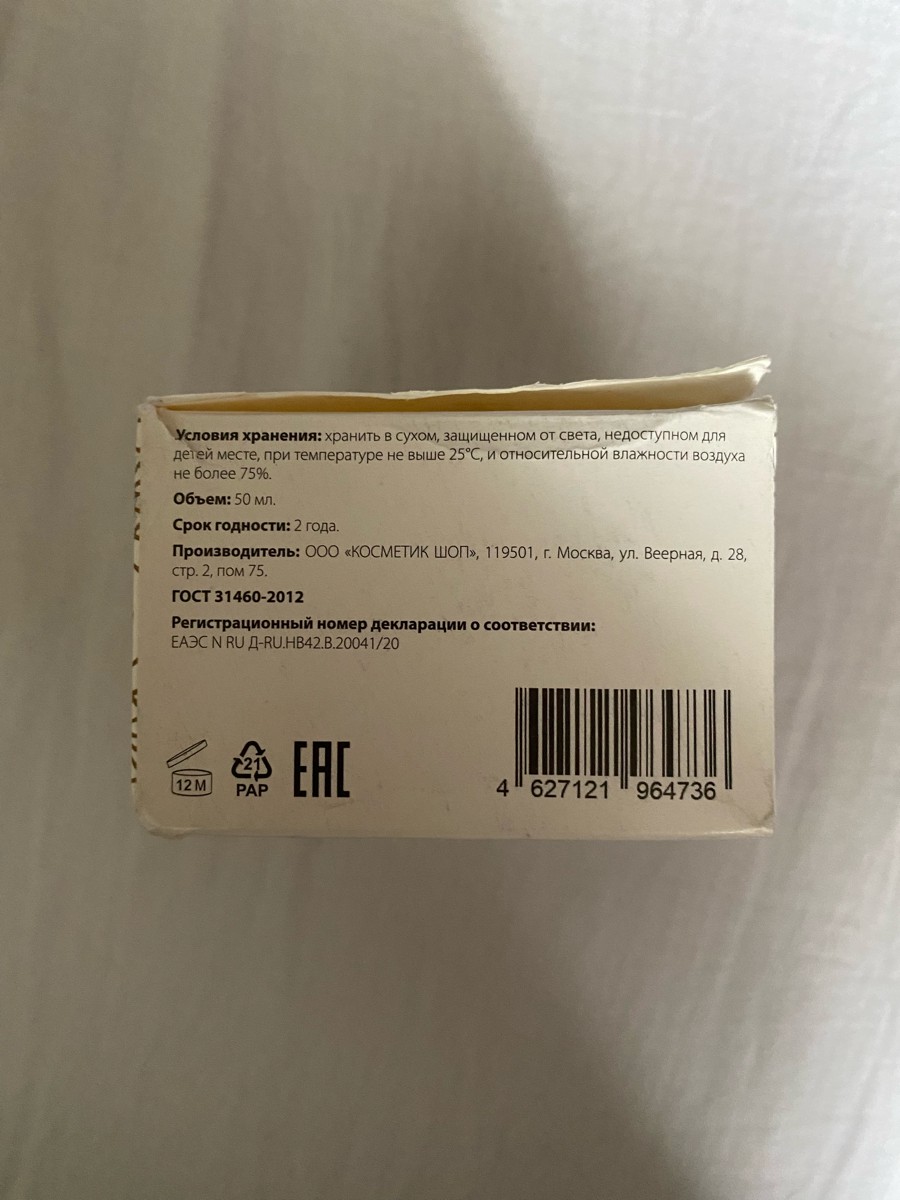 Условия хранения: хранить в сухом, защищенном от света, недоступном для
детей месте, при температуре не выше 25°С, и относительной влажности воздуха
не более 75%.
Объем: 50 мл.
Срок годности: 2 года.
Производитель: ООО «КОСМЕТИК ШОП», 119501, г. Москва, ул. Веерная, д. 28,
стр. 2, пом 75.
ГОСТ 31460-2012
Регистрационный номер декларации о соответствии:
ЕАЭС N RU Д-RU.НВ42.В.20041/20
12 M
21
PAP
ЕАС
4 627121 964736